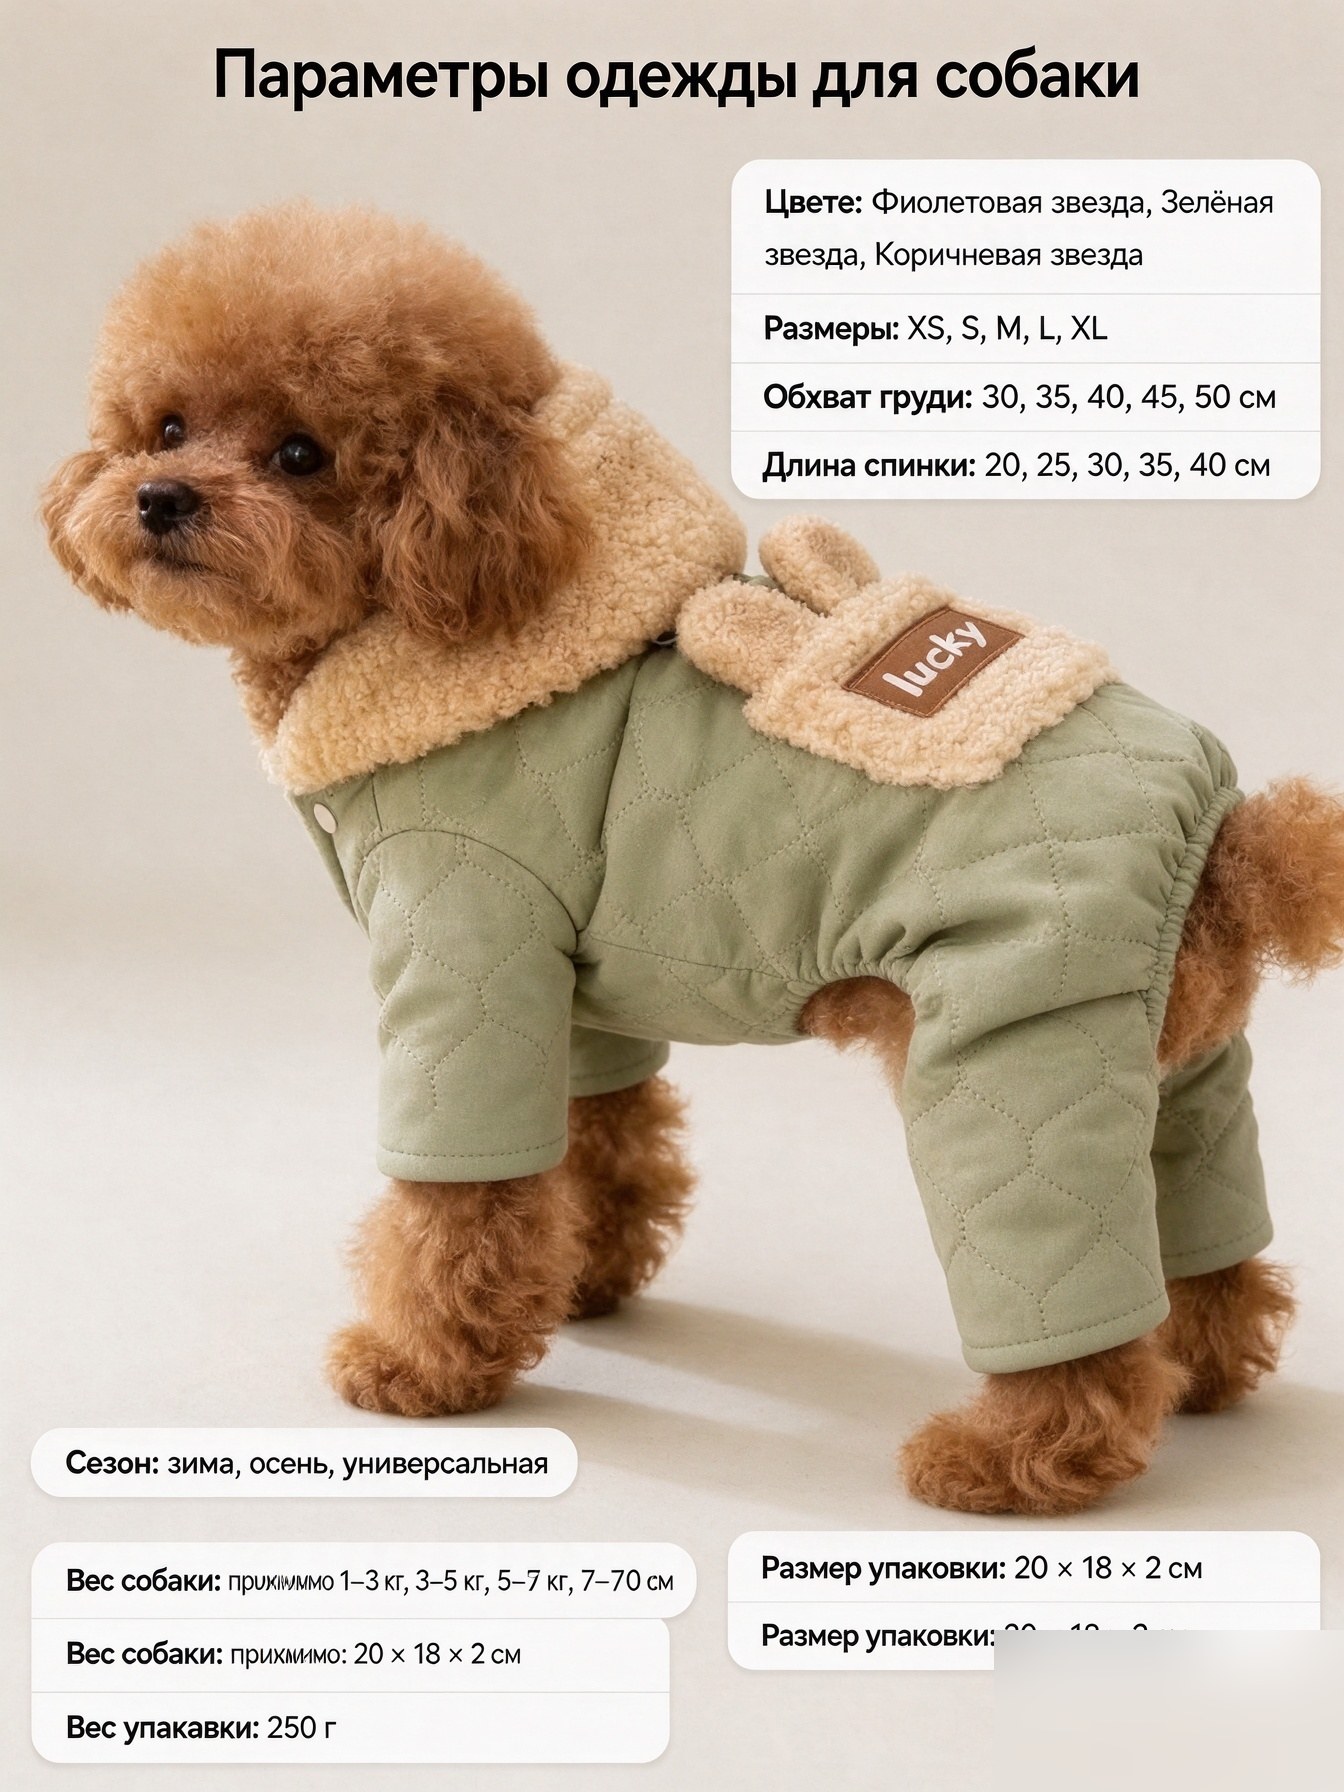 Параметры одежды для собаки
Цвете: Фиолетовая звезда, Зелёная
звезда, Коричневая звезда
Размеры: XS, S, M, L, XL
Обхват груди: 30, 35, 40, 45, 50 см
Длина спинки: 20, 25, 30, 35, 40 см
lucky
Сезон: зима, осень, универсальная
Вес собаки: 1–3 кг, 3–5 кг, 5–7 кг, 7–70 см
Вес собаки: 20 × 18 × 2 см
Вес упакавки: 250 г
Размер упаковки: 20 × 18 × 2 см
Размер упаковки: